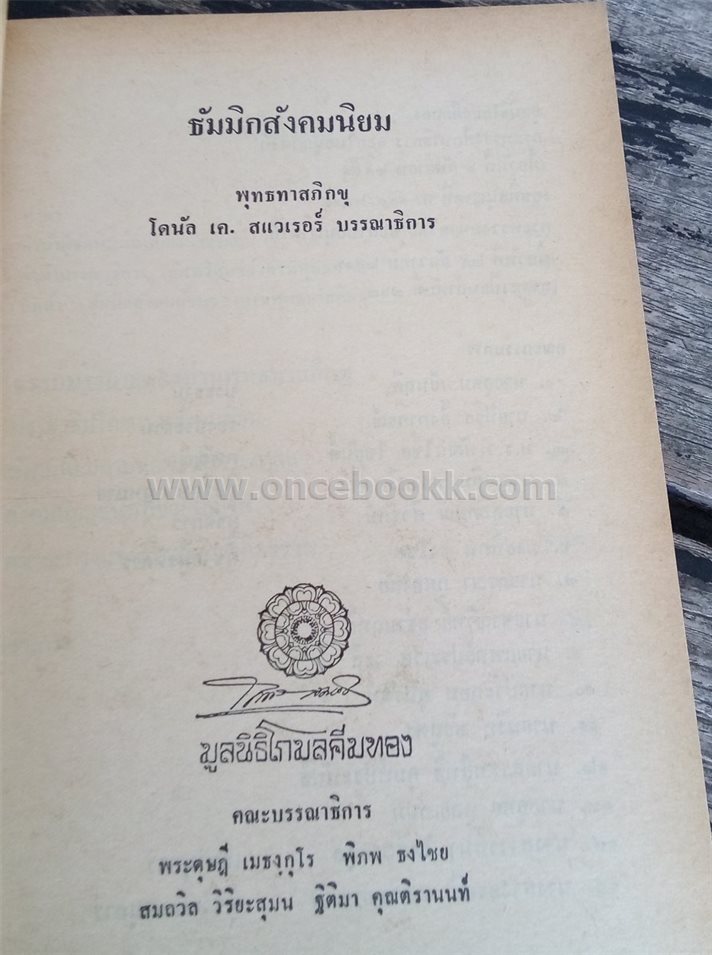 ธัมมิกสังคมนิยม
พุทธทาสภิกขุ
โดนัล เค. สแวเรอร์ บรรณาธิการ
www.oncebookk.com
มูลนิธิโกมลคีมทอง
คณะบรรณาธิการ
พระดุษฎี เมธงฺกุโร พิภพ ธงไชย
สมถวิล วิริยะสุมน ฐิติมา คุณติรานนท์